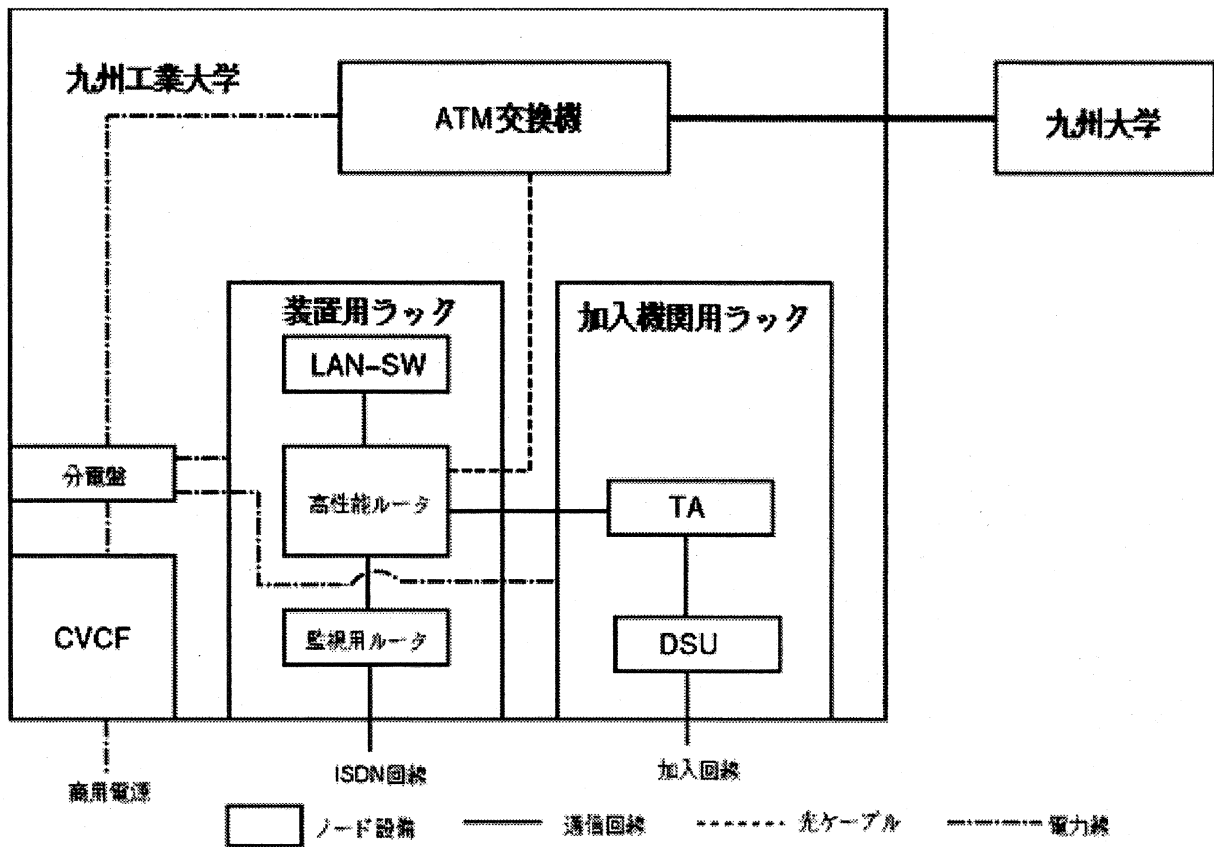 九州工業大学
ATM交換機
九州大学
装置用ラック
加入機関用ラック
LAN-SW
分電盤
高性能ルータ
TA
CVCF
監視用ルータ
DSU
商用電源
ISDN回線
加入回線
ノード設備
通信回線
光ケーブル
電力線